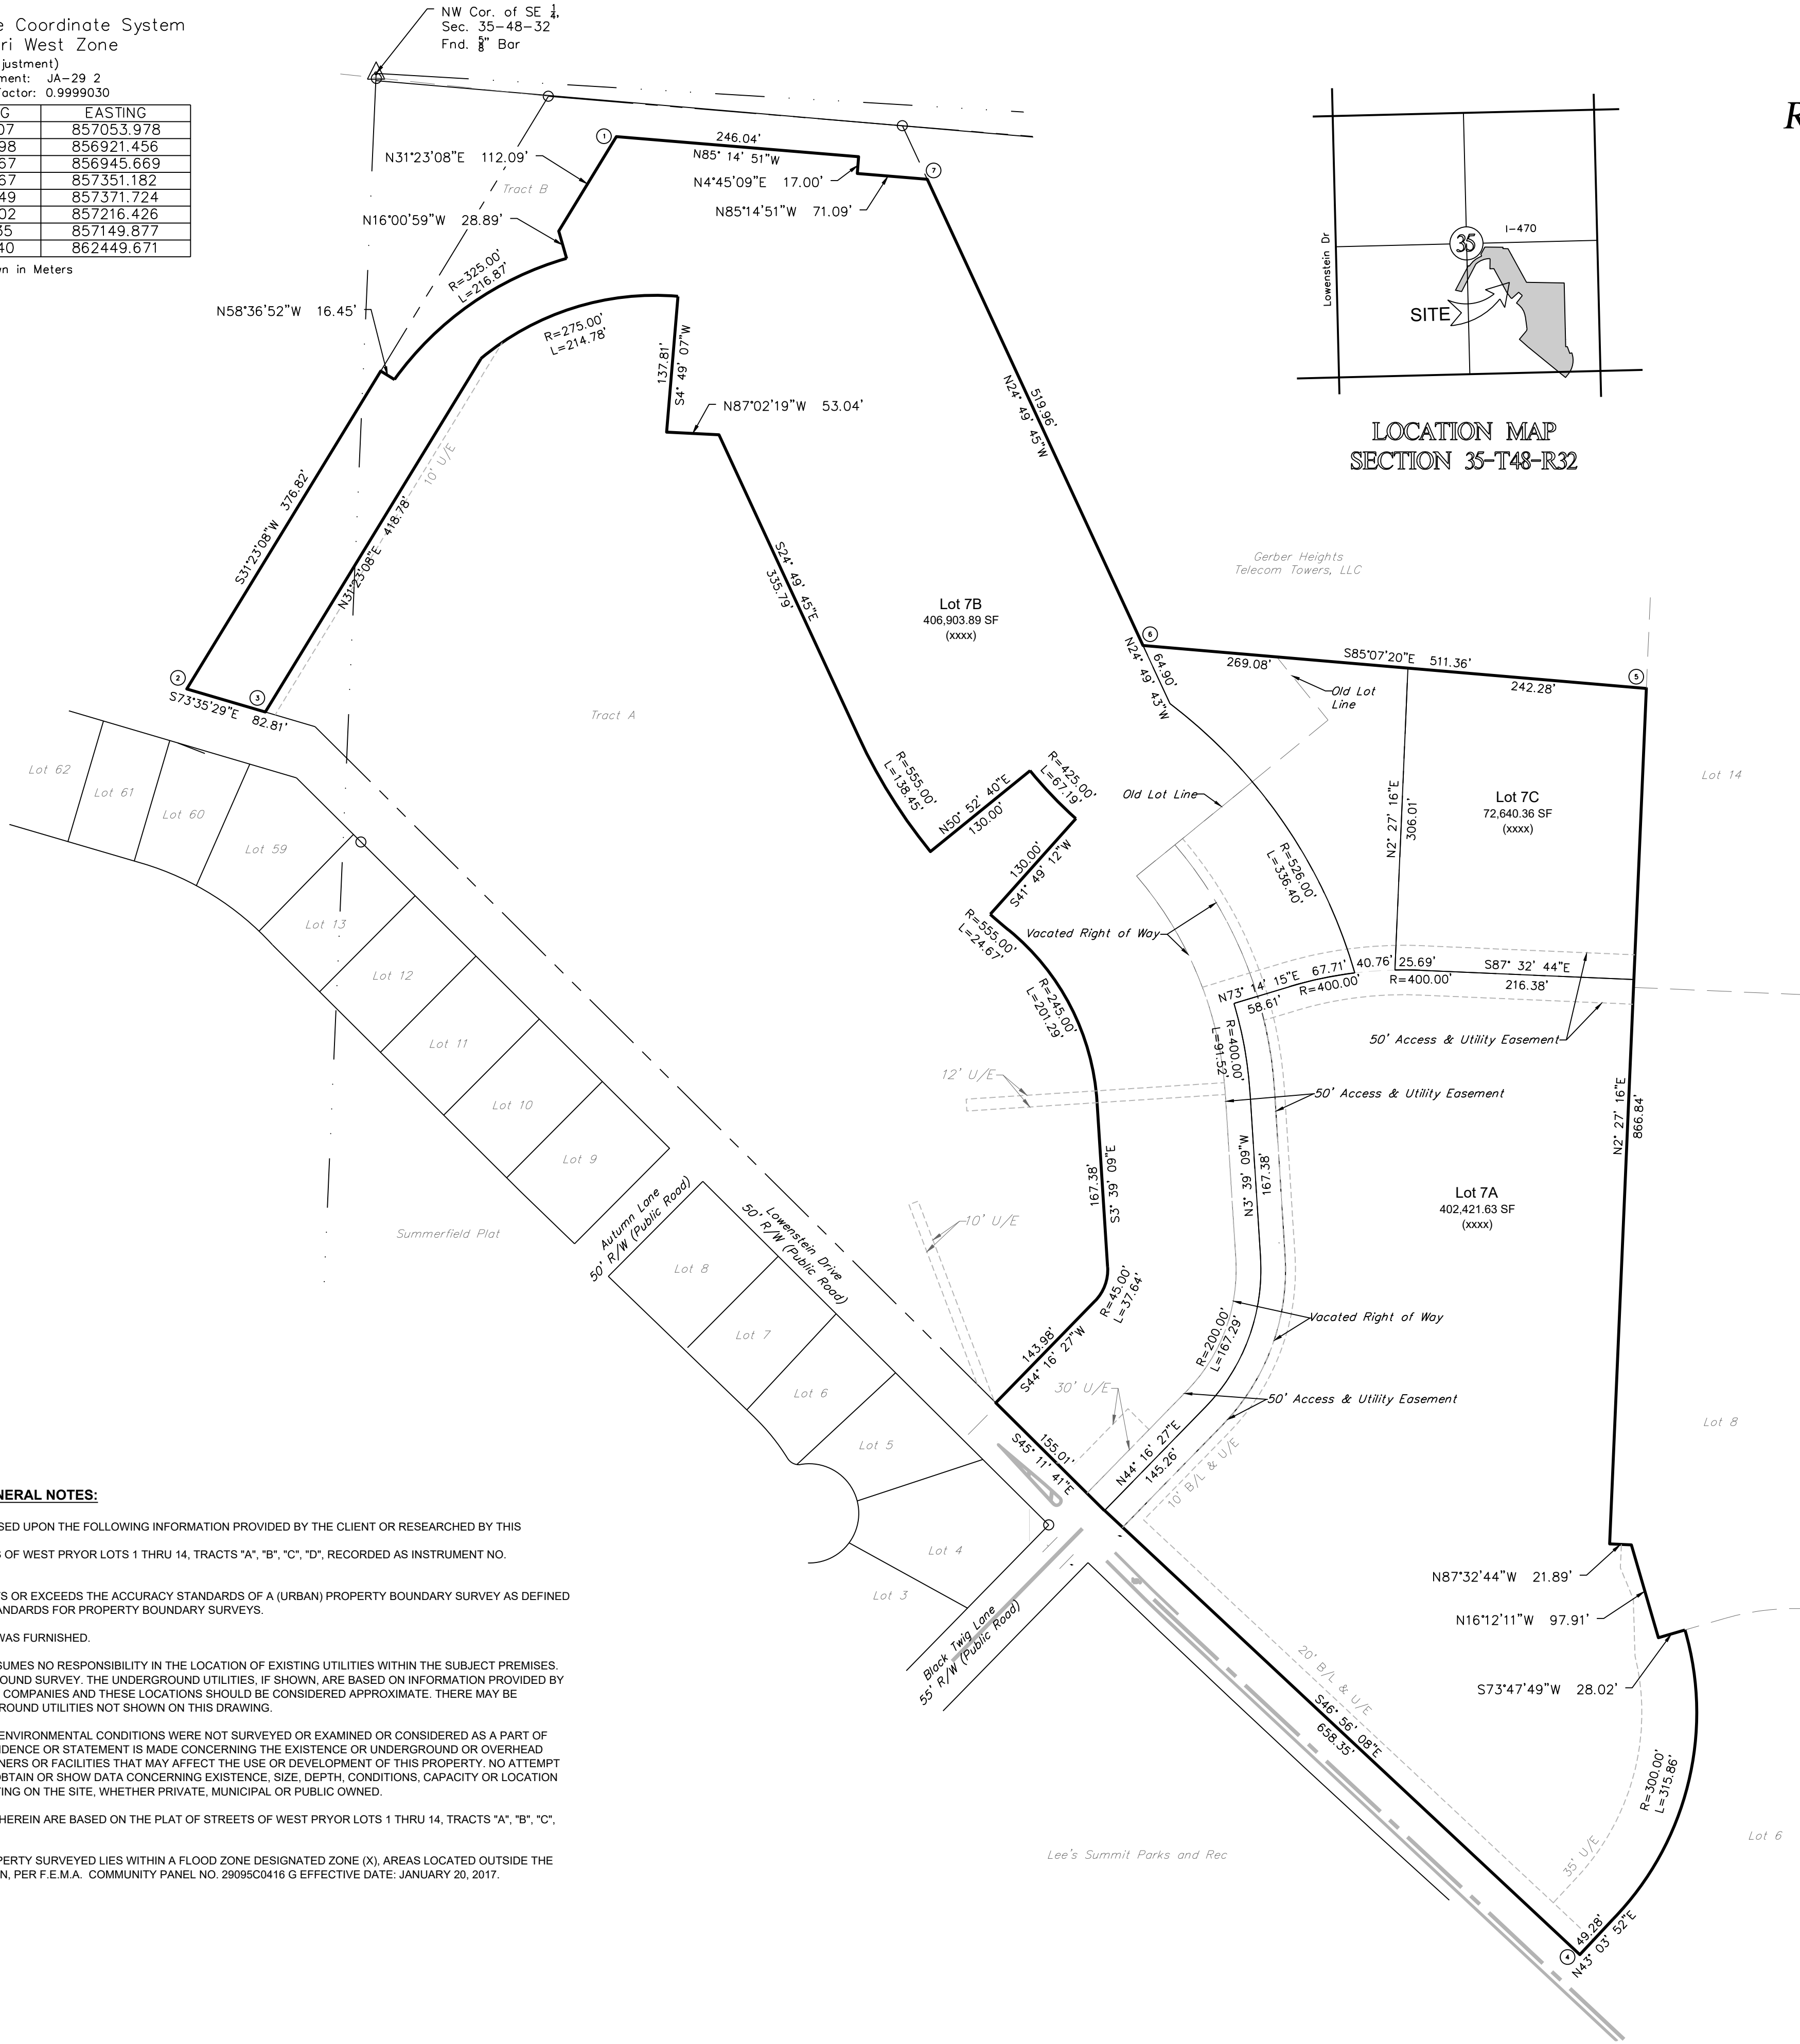 e Coordinate System
ri West Zone
justment)
ment: JA-29 2
Factor: 0.9999030
G EASTING
07 857053.978
98 856921.456
67 856945.669
67 857351.182
49 857371.724
02 857216.426
35 857149.877
40 862449.671
n in Meters
NW Cor. of SE 1/4,
Sec. 35-48-32
Fnd. 5/8" Bar
R
1
246.04'
N85° 14' 51"W
7
N31°23'08"E 112.09'
Tract B
N4°45'09"E 17.00'
N85°14'51"W 71.09'
N16°00'59"W 28.89'
R=325.00'
L=216.87'
N58°36'52"W 16.45'
R=275.00'
L=214.78'
137.81'
S4° 49' 07"W
N87°02'19"W 53.04'
519.96'
N24° 49' 45"W
Lowenstein Dr
35
I-470
SITE
LOCATION MAP
SECTION 35-T48-R32
10' U/E
S31°23'08"W 376.82'
N31°23'08"E 418.78'
2
3
S73°35'29"E 82.81'
S24° 49' 45"E
335.79'
Gerber Heights
Telecom Towers, LLC
Lot 7B
406,903.89 SF
(xxxx)
6
N24° 49' 43"W
64.90'
269.08'
S85°07'20"E 511.36'
242.28'
5
Old Lot
Line
Tract A
Lot 62
Lot 61
Lot 60
Lot 59
Lot 13
Lot 12
Lot 11
Lot 10
Lot 9
R=555.00'
L=138.45'
N50° 52' 40"E
130.00'
R=425.00'
L=67.19'
130.00'
S41° 49' 12"W
Old Lot Line
N2° 27' 16"E
306.01'
Lot 7C
72,640.36 SF
(xxxx)
Lot 14
R=526.00'
L=336.40'
R=555.00'
L=24.67'
Vacated Right of Way
R=245.00'
L=201.29'
N73° 14' 15"E 67.71'
58.61'
40.76'
R=400.00'
25.69'
R=400.00'
S87° 32' 44"E
216.38'
R=400.00'
L=91.52'
50' Access & Utility Easement
12' U/E
50' Access & Utility Easement
N2° 27' 16"E
866.84'
167.38'
S3° 39' 09"E
N3° 39' 09"W
167.38'
Lot 7A
402,421.63 SF
(xxxx)
Summerfield Plat
Autumn Lane
50' R/W (Public Road)
Lowenstein Drive
50' R/W (Public Road)
10' U/E
Lot 8
Lot 7
Lot 6
Lot 5
Lot 4
Lot 3
R=45.00'
L=37.64'
143.98'
S44° 16' 27"W
30' U/E
R=200.00'
L=167.29'
Vacated Right of Way
50' Access & Utility Easement
155.01'
S45° 11' 41"E
N44° 16' 27"E
145.26'
10' B/L & U/E
Lot 8
Black Twig Lane
55' R/W (Public Road)
N87°32'44"W 21.89'
N16°12'11"W 97.91'
S73°47'49"W 28.02'
20' B/L & U/E
S46° 56' 08"E
658.35'
R=300.00'
L=315.86'
35' U/E
Lot 6
Lee's Summit Parks and Rec
49.28'
N43° 03' 52"E
4
NERAL NOTES:
SED UPON THE FOLLOWING INFORMATION PROVIDED BY THE CLIENT OR RESEARCHED BY THIS
S OF WEST PRYOR LOTS 1 THRU 14, TRACTS "A", "B", "C", "D", RECORDED AS INSTRUMENT NO.
TS OR EXCEEDS THE ACCURACY STANDARDS OF A (URBAN) PROPERTY BOUNDARY SURVEY AS DEFINED
ANDARDS FOR PROPERTY BOUNDARY SURVEYS.
WAS FURNISHED.
SUMES NO RESPONSIBILITY IN THE LOCATION OF EXISTING UTILITIES WITHIN THE SUBJECT PREMISES.
OUND SURVEY. THE UNDERGROUND UTILITIES, IF SHOWN, ARE BASED ON INFORMATION PROVIDED BY
COMPANIES AND THESE LOCATIONS SHOULD BE CONSIDERED APPROXIMATE. THERE MAY BE
ROUND UTILITIES NOT SHOWN ON THIS DRAWING.
ENVIRONMENTAL CONDITIONS WERE NOT SURVEYED OR EXAMINED OR CONSIDERED AS A PART OF
IDENCE OR STATEMENT IS MADE CONCERNING THE EXISTENCE OR UNDERGROUND OR OVERHEAD
NERS OR FACILITIES THAT MAY AFFECT THE USE OR DEVELOPMENT OF THIS PROPERTY. NO ATTEMPT
OBTAIN OR SHOW DATA CONCERNING EXISTENCE, SIZE, DEPTH, CONDITIONS, CAPACITY OR LOCATION
TING ON THE SITE, WHETHER PRIVATE, MUNICIPAL OR PUBLIC OWNED.
HEREIN ARE BASED ON THE PLAT OF STREETS OF WEST PRYOR LOTS 1 THRU 14, TRACTS "A", "B", "C",
PERTY SURVEYED LIES WITHIN A FLOOD ZONE DESIGNATED ZONE (X), AREAS LOCATED OUTSIDE THE
N, PER F.E.M.A. COMMUNITY PANEL NO. 29095C0416 G EFFECTIVE DATE: JANUARY 20, 2017.